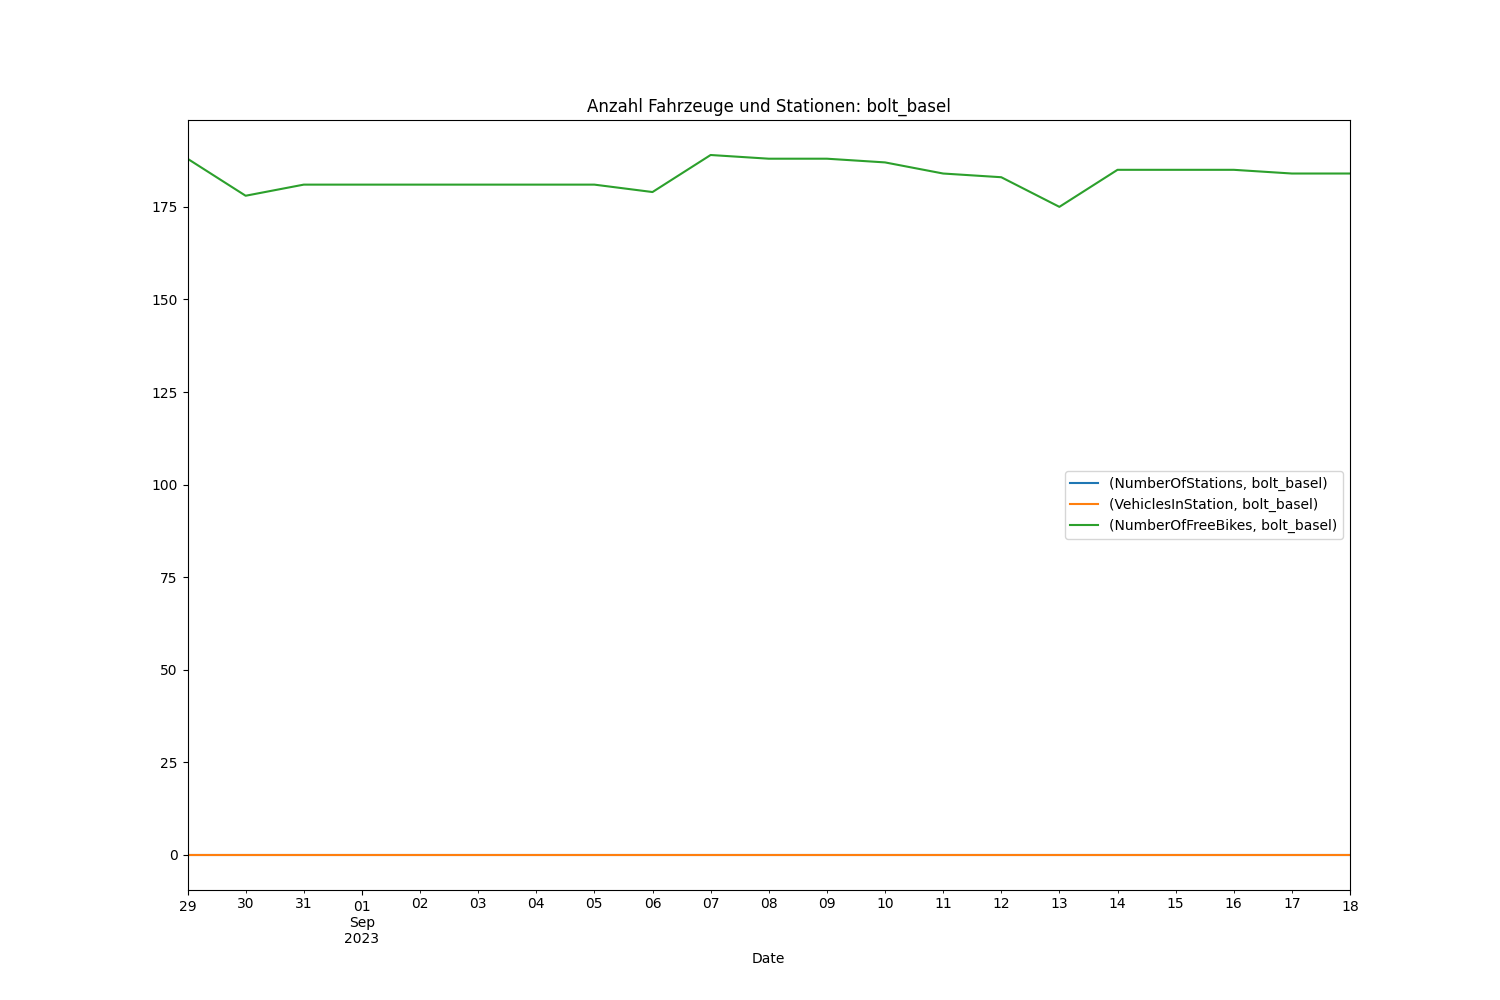 Anzahl Fahrzeuge und Stationen: bolt_basel
175
150
125
100
75
50
25
0
(NumberOfStations, bolt_basel)
(VehiclesInStation, bolt_basel)
(NumberOfFreeBikes, bolt_basel)
29 30 31 01 02 03 04 05 06 07 08 09 10 11 12 13 14 15 16 17 18
Sep
2023
Date